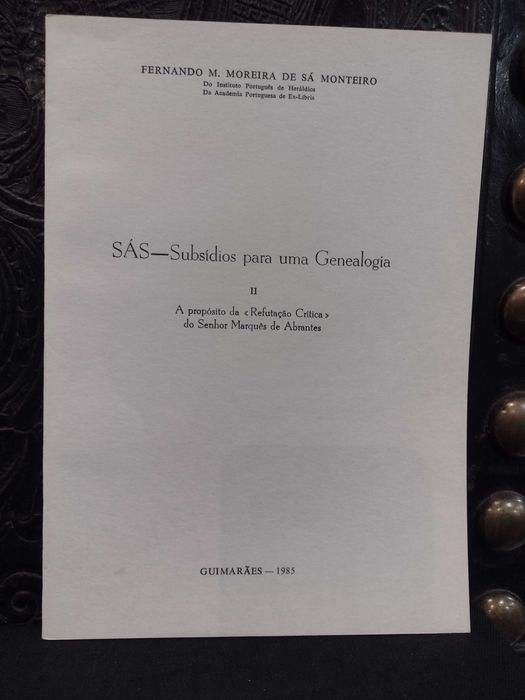 FERNANDO M. MOREIRA DE SÁ MONTEIRO
Do Instituto Português de Heráldica
Da Academia Portuguesa de Ex-Libris
SÁS—Subsídios para uma Genealogia
II
A propósito da «Refutação Crítica»
do Senhor Marquês de Abrantes
GUIMARÃES — 1985